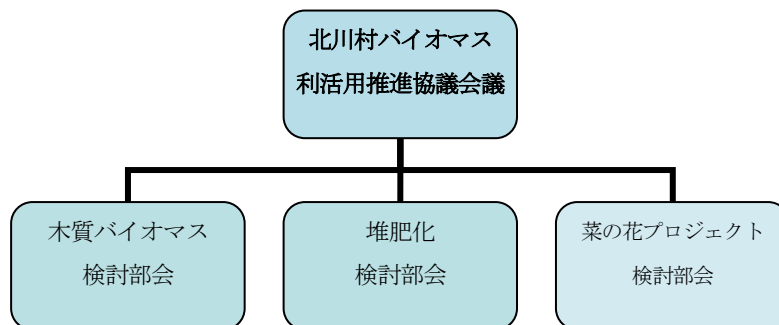 北川村バイオマス
利活用推進協議会議
木質バイオマス
検討部会
堆肥化
検討部会
菜の花プロジェクト
検討部会